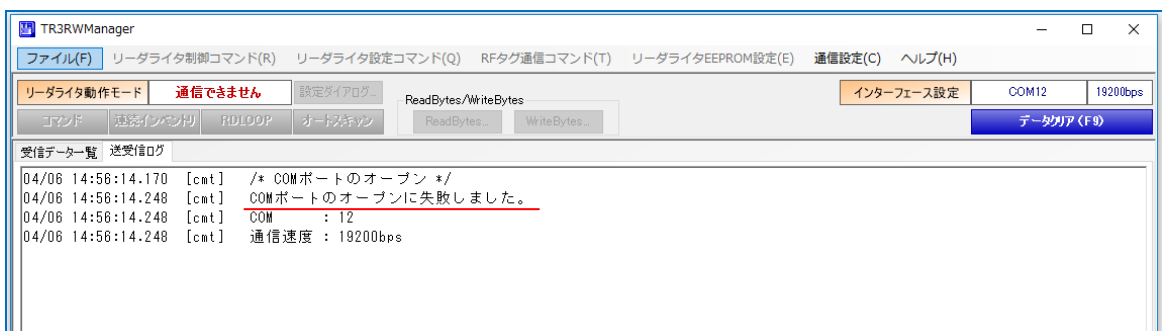 TR3RWManager
ファイル(F) リーダライタ制御コマンド(R) リーダライタ設定コマンド(Q) RFタグ通信コマンド(T) リーダライタEEPROM設定(E) 通信設定(C) ヘルプ(H)
リーダライタ動作モード 通信できません 設定ダイアログ... ReadBytes/WriteBytes インターフェース設定 COM12 19200bps
コマンド 連続インベントリ RDLOOP オートスキャン ReadBytes... WriteBytes... データクリア(F9)
受信データ一覧 送受信ログ
04/06 14:56:14.170 [cmt] /* COMポートのオープン */
04/06 14:56:14.248 [cmt] COMポートのオープンに失敗しました。
04/06 14:56:14.248 [cmt] COM : 12
04/06 14:56:14.248 [cmt] 通信速度 : 19200bps